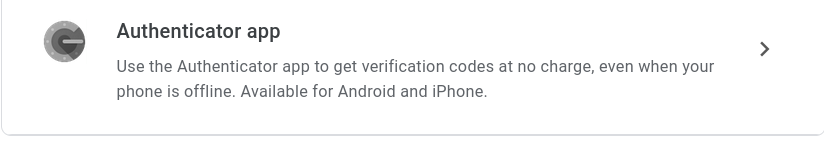 Authenticator app
Use the Authenticator app to get verification codes at no charge, even when your
phone is offline. Available for Android and iPhone.